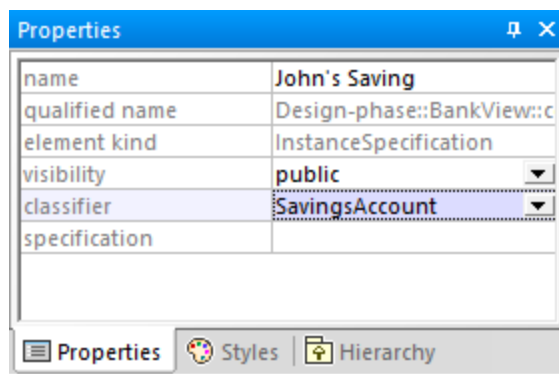 Properties
name John's Saving
qualified name Design-phase::BankView::c
element kind InstanceSpecification
visibility public
classifier SavingsAccount
specification
Properties Styles Hierarchy